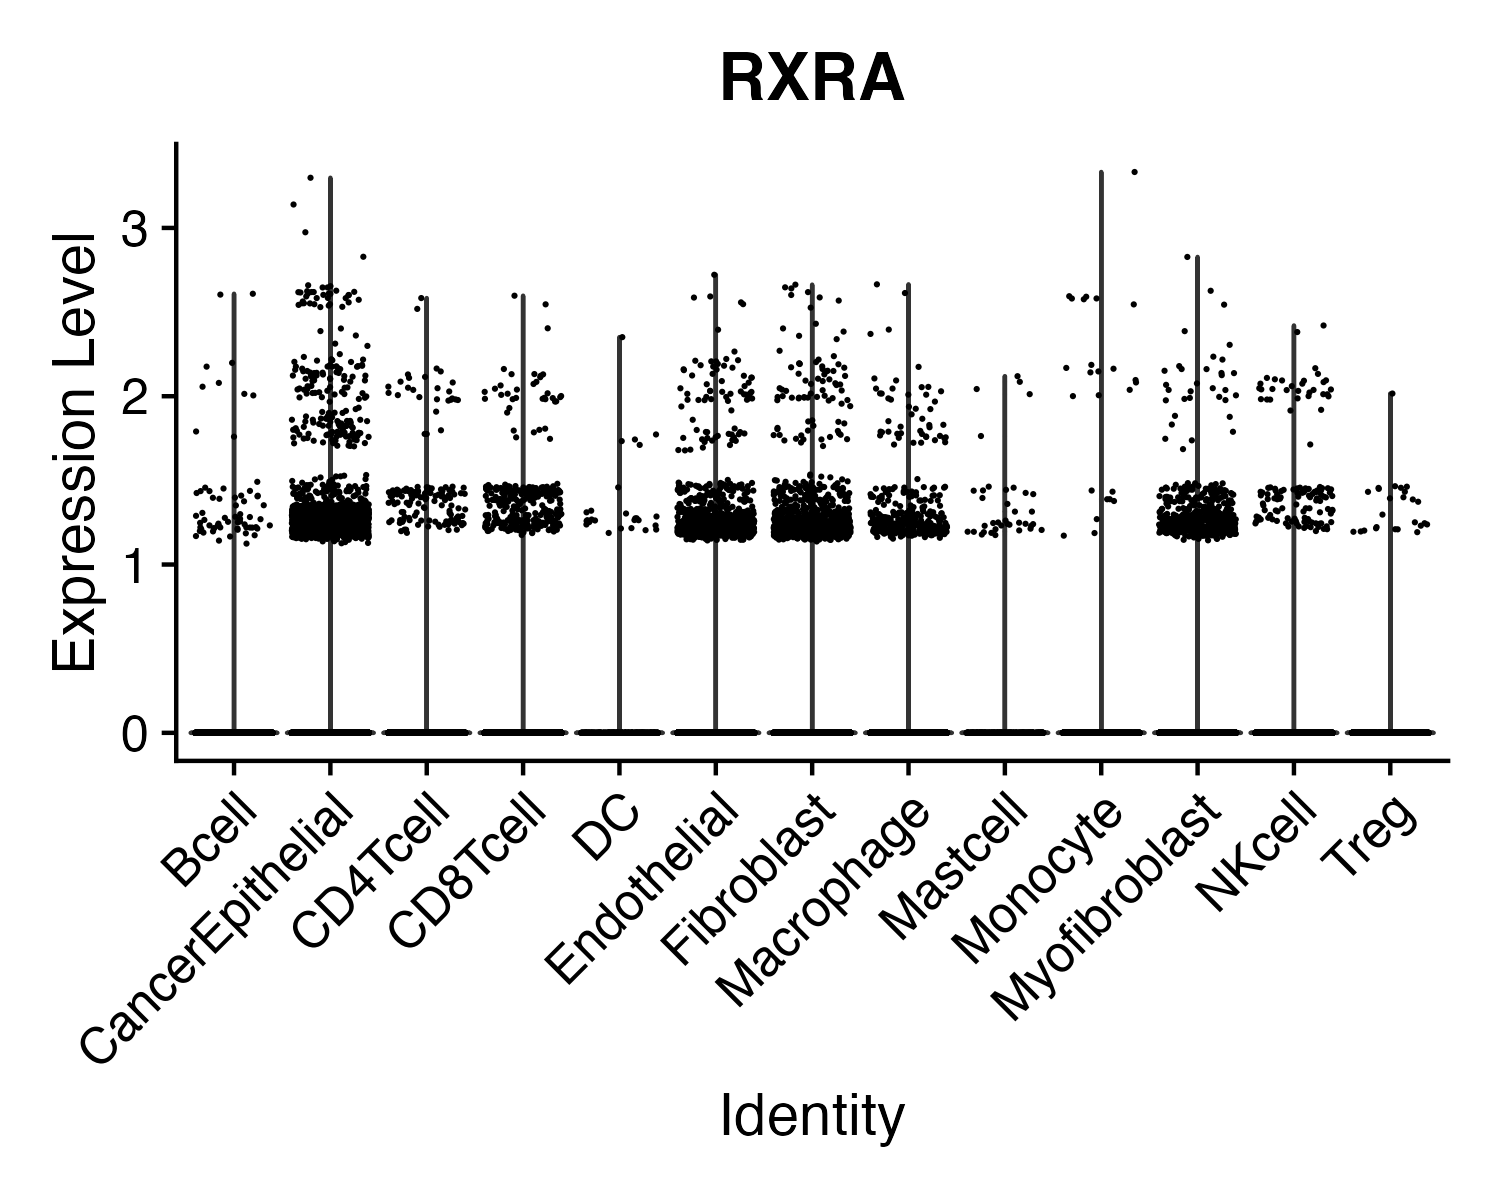 RXRA
Expression Level
3
2
1
0
Bcell
CancerEpithelial
CD4Tcell
CD8Tcell
DC
Endothelial
Fibroblast
Macrophage
Mastcell
Monocyte
Myofibroblast
NKcell
Treg
Identity